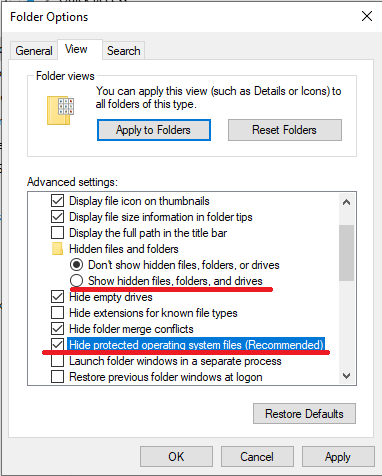 Folder Options
General
View
Search
Folder views
You can apply this view (such as Details or Icons) to
all folders of this type.
Apply to Folders
Reset Folders
Advanced settings:
Display file icon on thumbnails
Display file size information in folder tips
Display the full path in the title bar
Hidden files and folders
Don't show hidden files, folders, or drives
Show hidden files, folders, and drives
Hide empty drives
Hide extensions for known file types
Hide folder merge conflicts
Hide protected operating system files (Recommended)
Launch folder windows in a separate process
Restore previous folder windows at logon
Restore Defaults
OK
Cancel
Apply